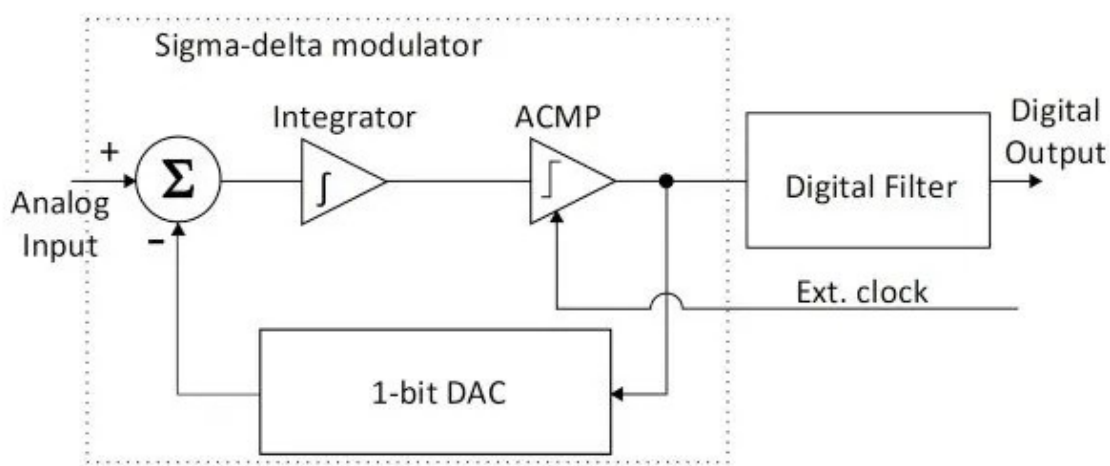 Sigma-delta modulator
Integrator
ACMP
+
Σ
∫
Analog
Input
-
Digital Filter
Digital
Output
Ext. clock
1-bit DAC